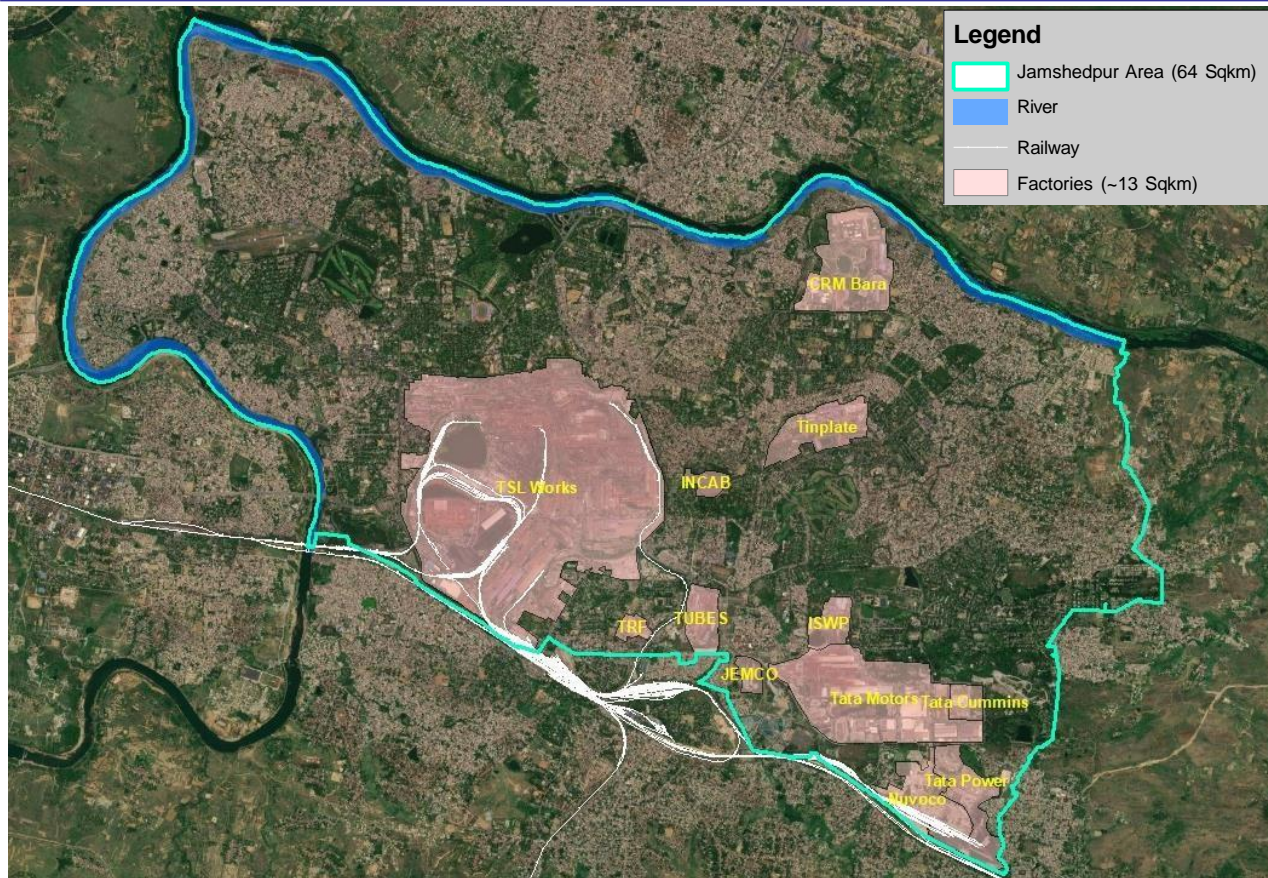 Legend
Jamshedpur Area (64 Sqkm)
River
Railway
Factories (~13 Sqkm)
CRM Bara
Tinplate
INCAB
TSL Works
TRF
TUBES
ISWP
JEMCO
Tata Motors
Tata Cummins
Tata Power
Nuvoco